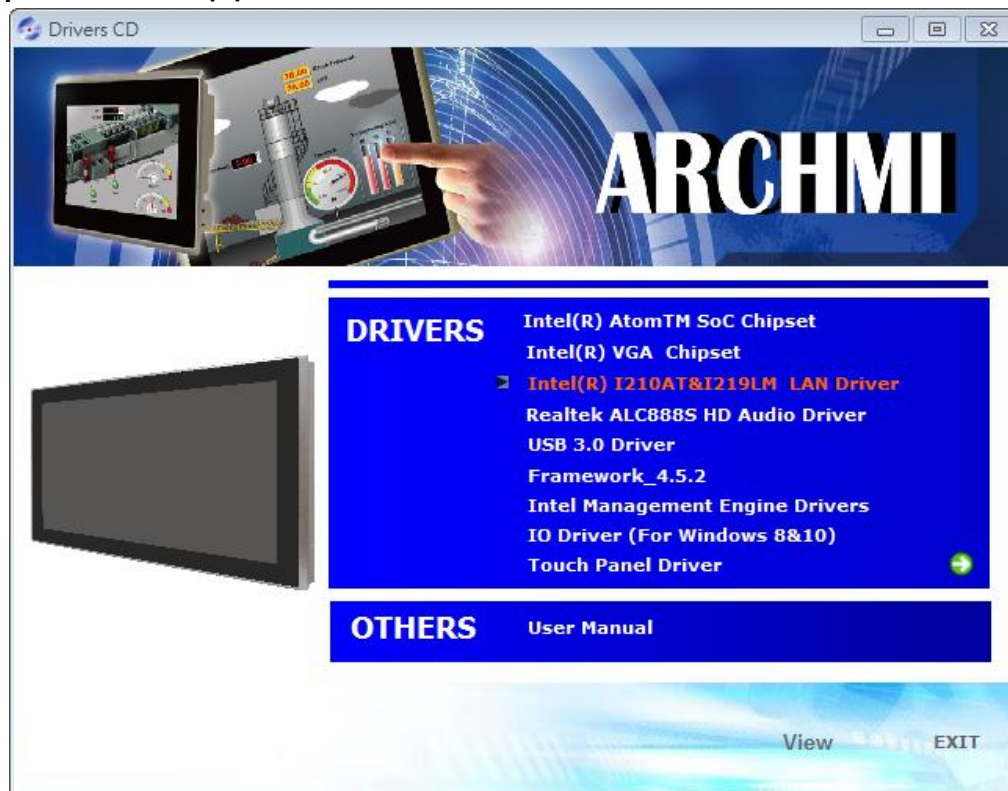 Drivers CD
ARCHMI
DRIVERS
Intel(R) AtomTM SoC Chipset
Intel(R) VGA Chipset
Intel(R) I210AT&I219LM LAN Driver
Realtek ALC888S HD Audio Driver
USB 3.0 Driver
Framework_4.5.2
Intel Management Engine Drivers
IO Driver (For Windows 8&10)
Touch Panel Driver
OTHERS
User Manual
View
EXIT